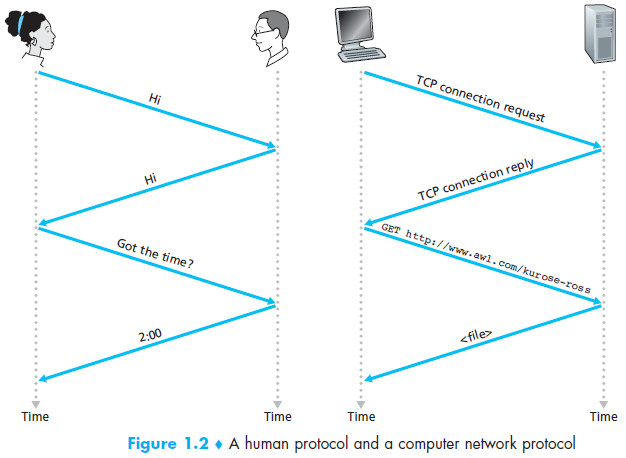 Hi
Hi
Got the time?
2:00
Time
Time
TCP connection request
TCP connection reply
GET http://www.awl.com/kurose-ross
<file>
Time
Time
Figure 1.2 ♦ A human protocol and a computer network protocol